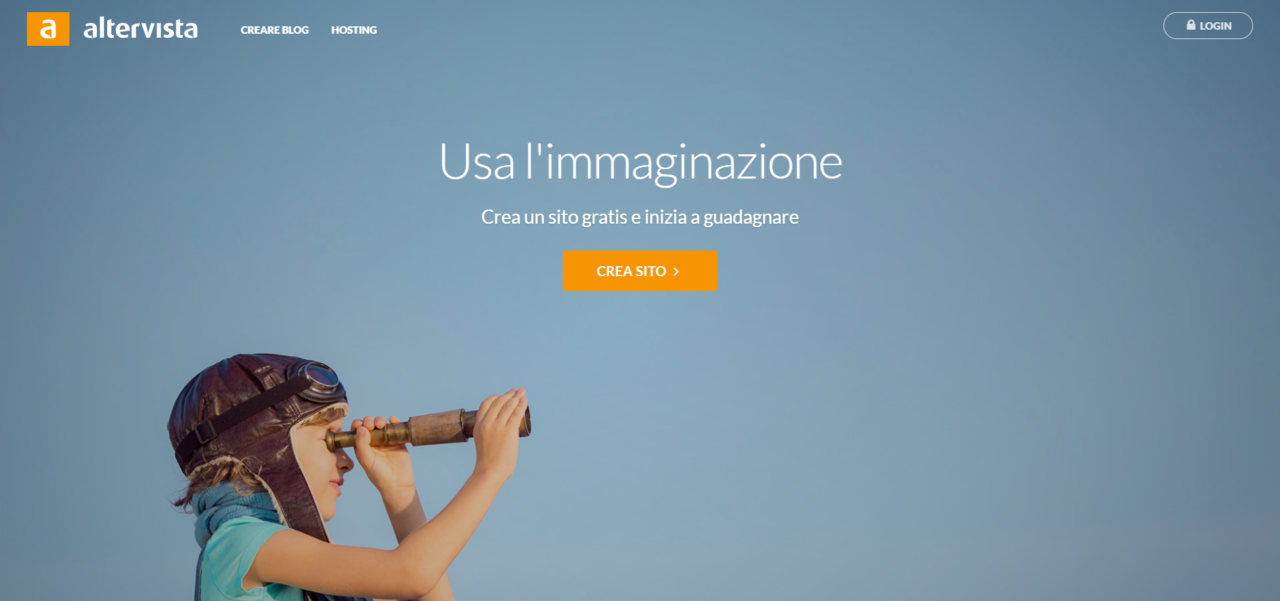 a altervista
CREARE BLOG
HOSTING
LOGIN
Usa l'immaginazione
Crea un sito gratis e inizia a guadagnare
CREA SITO >